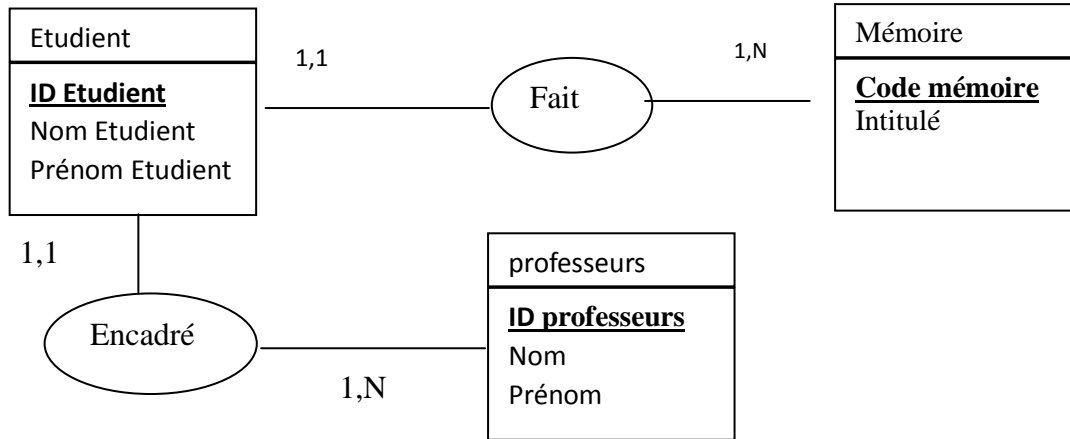 Etudient
ID Etudient
Nom Etudient
Prénom Etudient
1,1
Fait
1,N
Mémoire
Code mémoire
Intitulé
1,1
Encadré
1,N
professeurs
ID professeurs
Nom
Prénom